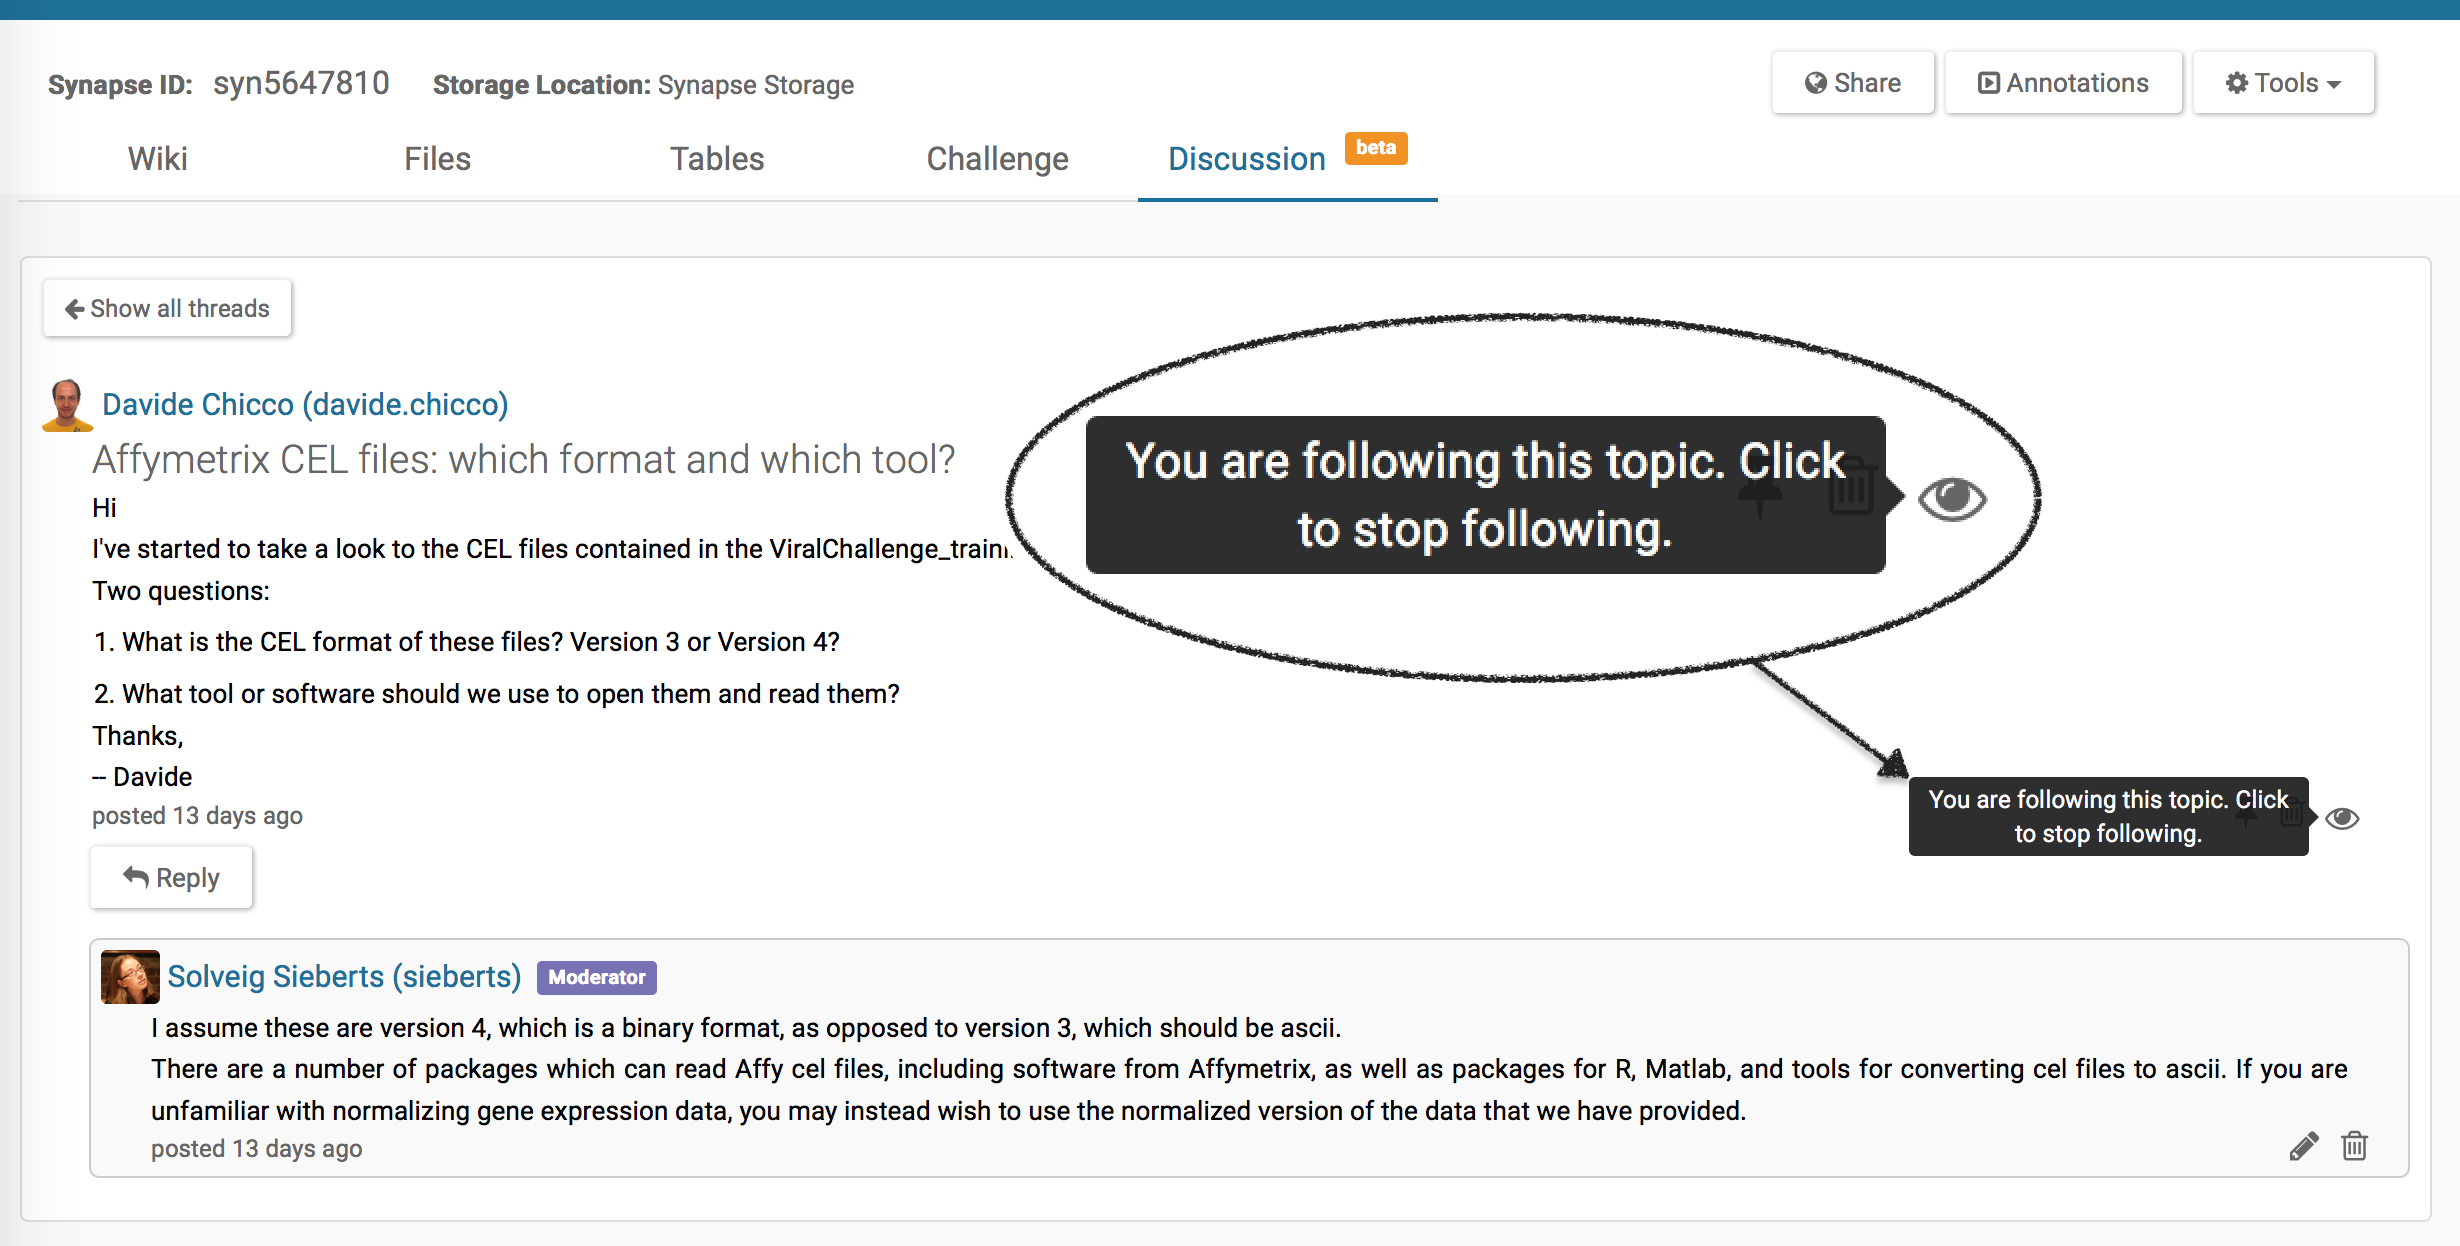 Synapse ID: syn5647810 Storage Location: Synapse Storage
Share Annotations Tools
Wiki Files Tables Challenge Discussion beta
Show all threads
Davide Chicco (davide.chicco)
Affymetrix CEL files: which format and which tool?
Hi
I've started to take a look to the CEL files contained in the
Two questions:
1. What is the CEL format of these files? Version 3 or Version 4?
2. What tool or software should we use to open them and read them?
Thanks,
-- Davide
posted 13 days ago
Reply
You are following this topic. Click
to stop following.
You are following this topic. Click
to stop following.
Solveig Sieberts (sieberts) Moderator
I assume these are version 4, which is a binary format, as opposed to version 3, which should be ascii.
There are a number of packages which can read Affy cel files, including software from Affymetrix, as well as packages for R, Matlab, and tools for converting cel files to ascii. If you are
unfamiliar with normalizing gene expression data, you may instead wish to use the normalized version of the data that we have provided.
posted 13 days ago